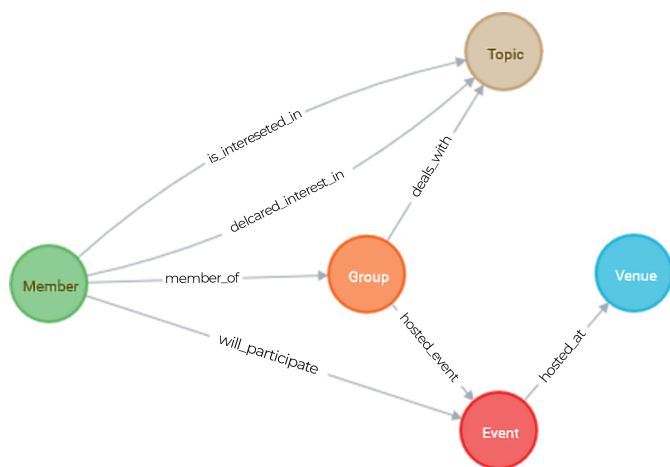 Topic
is_intereseted_in
delcared_interest_in
deals_with
Member
member_of
Group
Venue
will_participate
hosted_event
hosted_at
Event